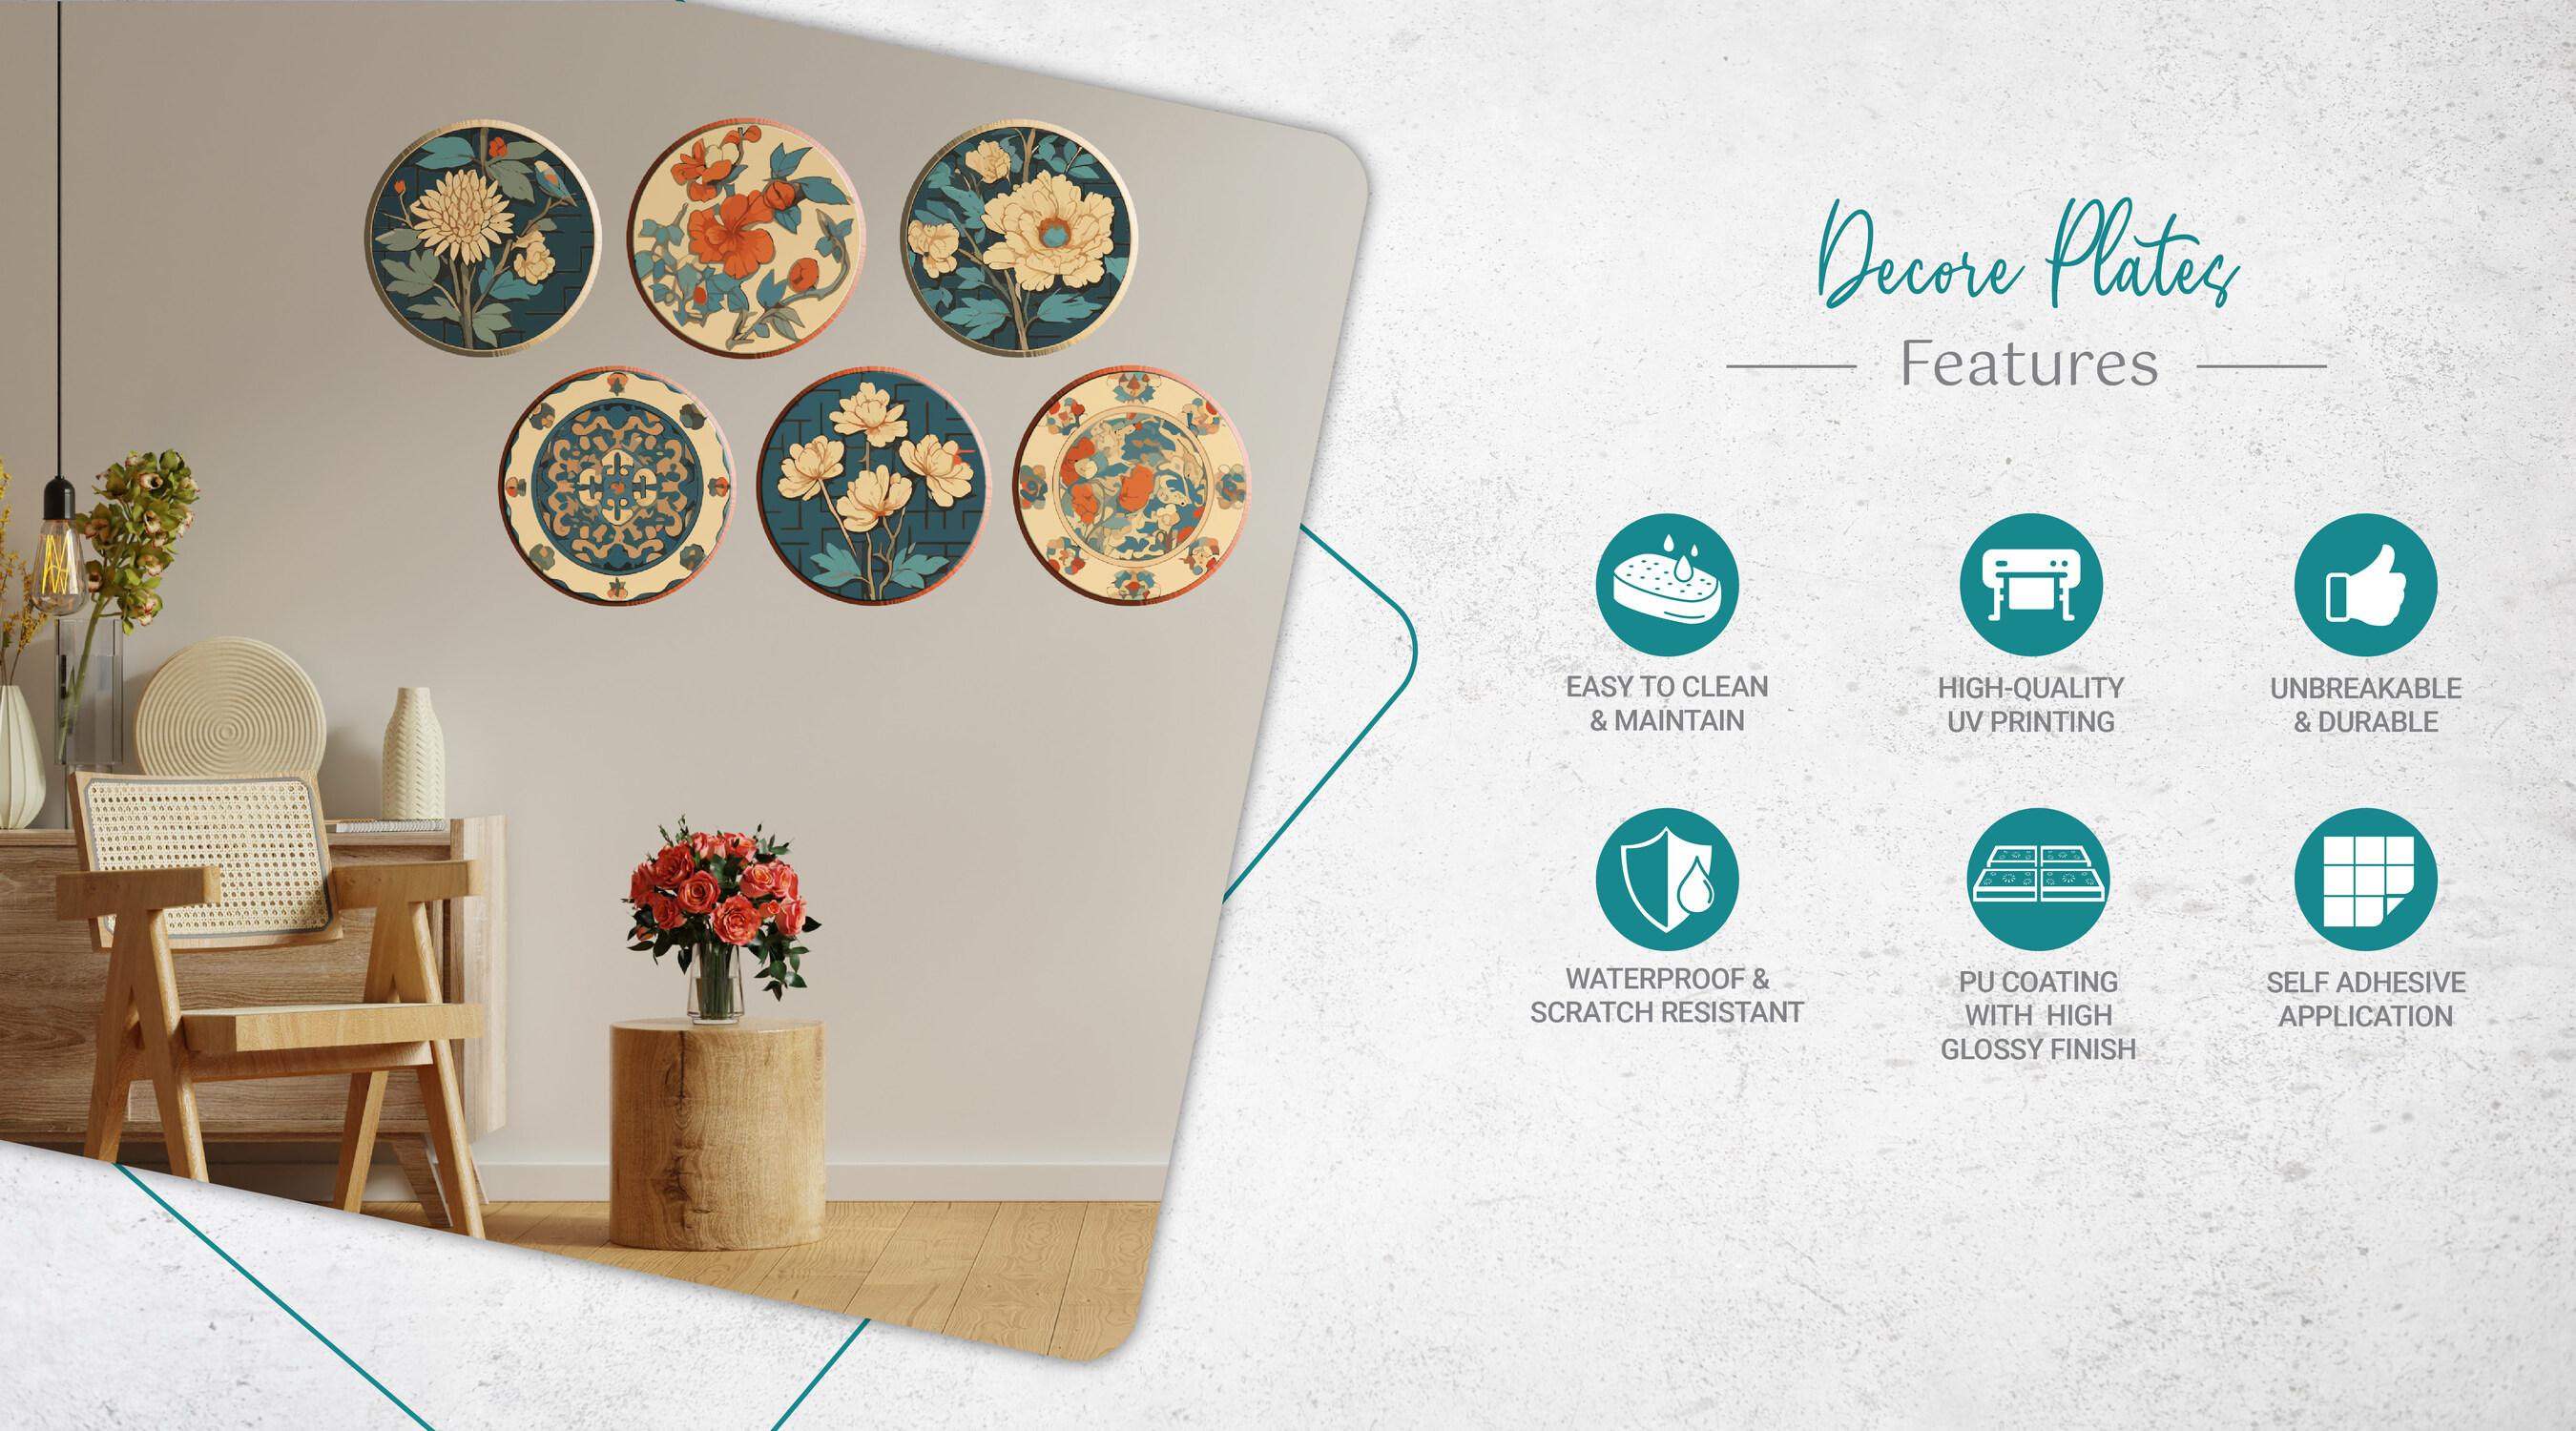 Decore Plates
Features
EASY TO CLEAN
& MAINTAIN
HIGH-QUALITY
UV PRINTING
UNBREAKABLE
& DURABLE
WATERPROOF &
SCRATCH RESISTANT
PU COATING
WITH HIGH
GLOSSY FINISH
SELF ADHESIVE
APPLICATION